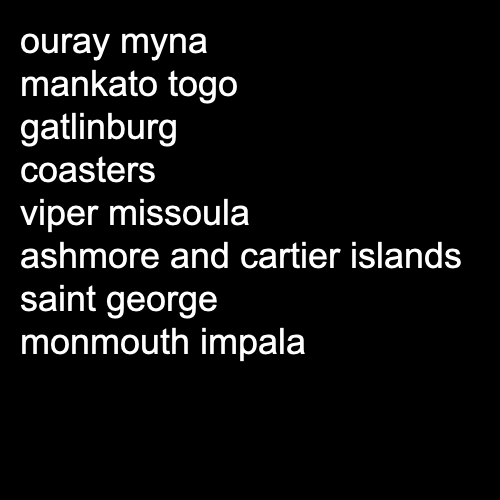 ouray myna
mankato togo
gatlinburg
coasters
viper missoula
ashmore and cartier islands
saint george
monmouth impala